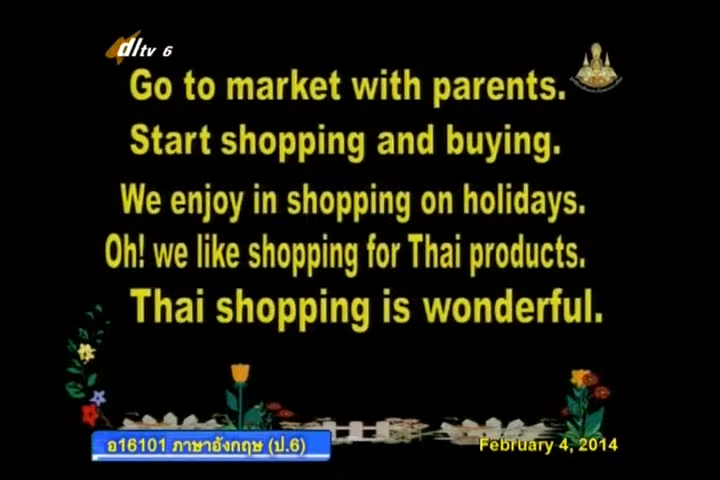 dltv 6
Go to market with parents.
Start shopping and buying.
We enjoy in shopping on holidays.
Oh! we like shopping for Thai products.
Thai shopping is wonderful.
อ16101 ภาษาอังกฤษ (ป.6)
February 4, 2014